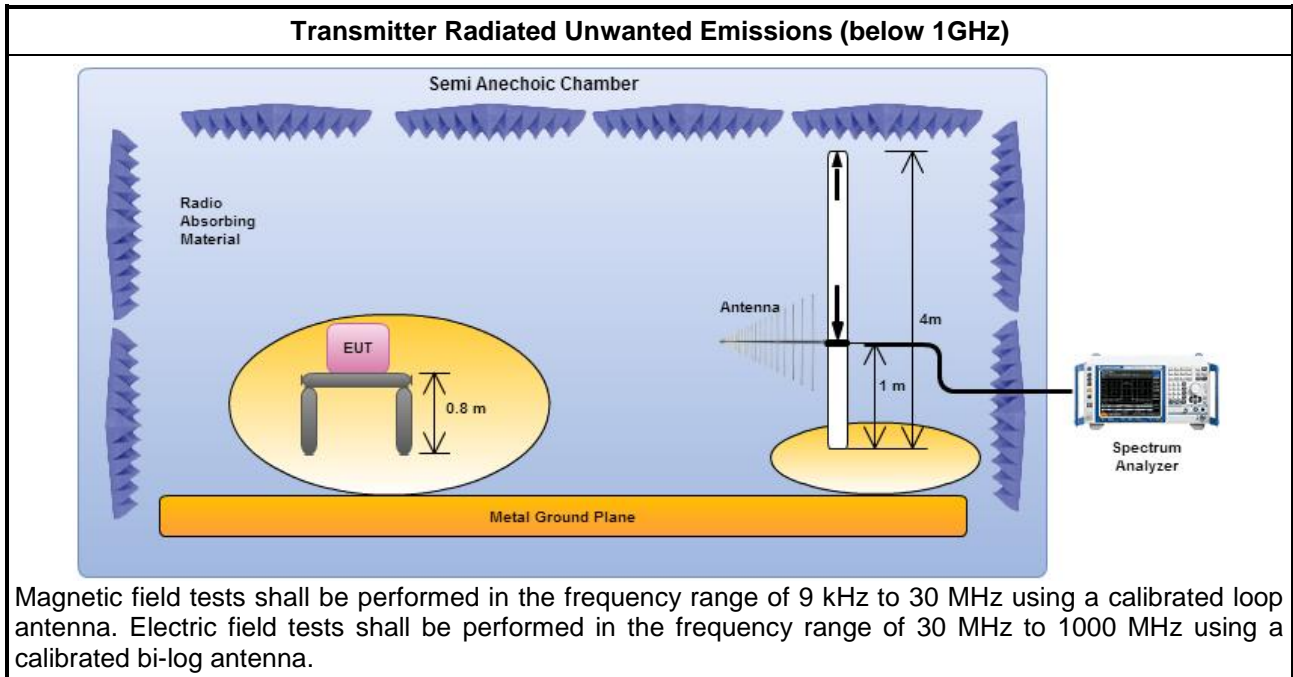 Transmitter Radiated Unwanted Emissions (below 1GHz)
Semi Anechoic Chamber
Radio
Absorbing
Material
Antenna
4m
EUT
1 m
0.8 m
Spectrum
Analyzer
Metal Ground Plane
Magnetic field tests shall be performed in the frequency range of 9 kHz to 30 MHz using a calibrated loop
antenna. Electric field tests shall be performed in the frequency range of 30 MHz to 1000 MHz using a
calibrated bi-log antenna.